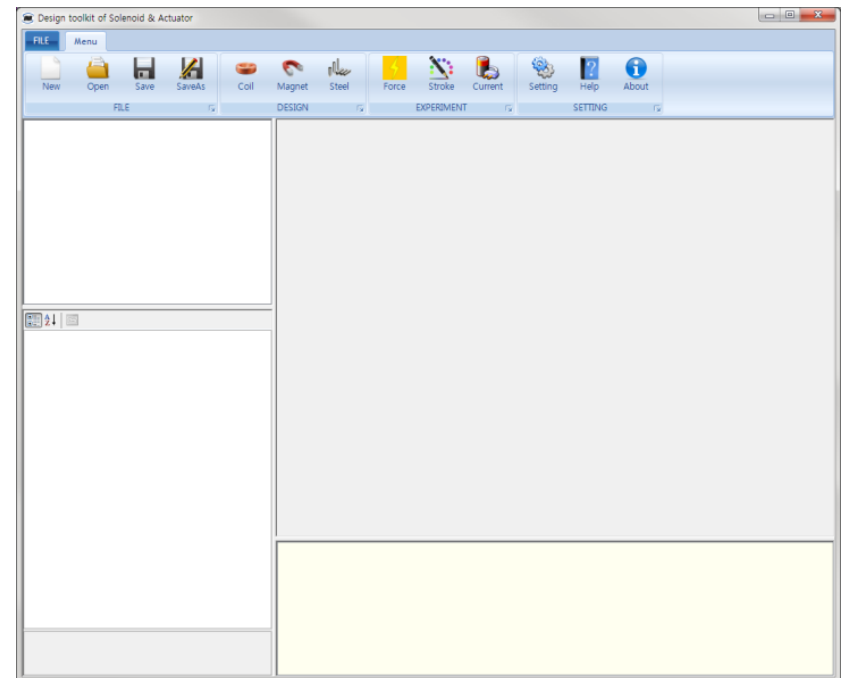 Design toolkit of Solenoid & Actuator
FILE Menu
New Open Save SaveAs Coil Magnet Steel Force Stroke Current Setting Help About
FILE DESIGN EXPERIMENT SETTING